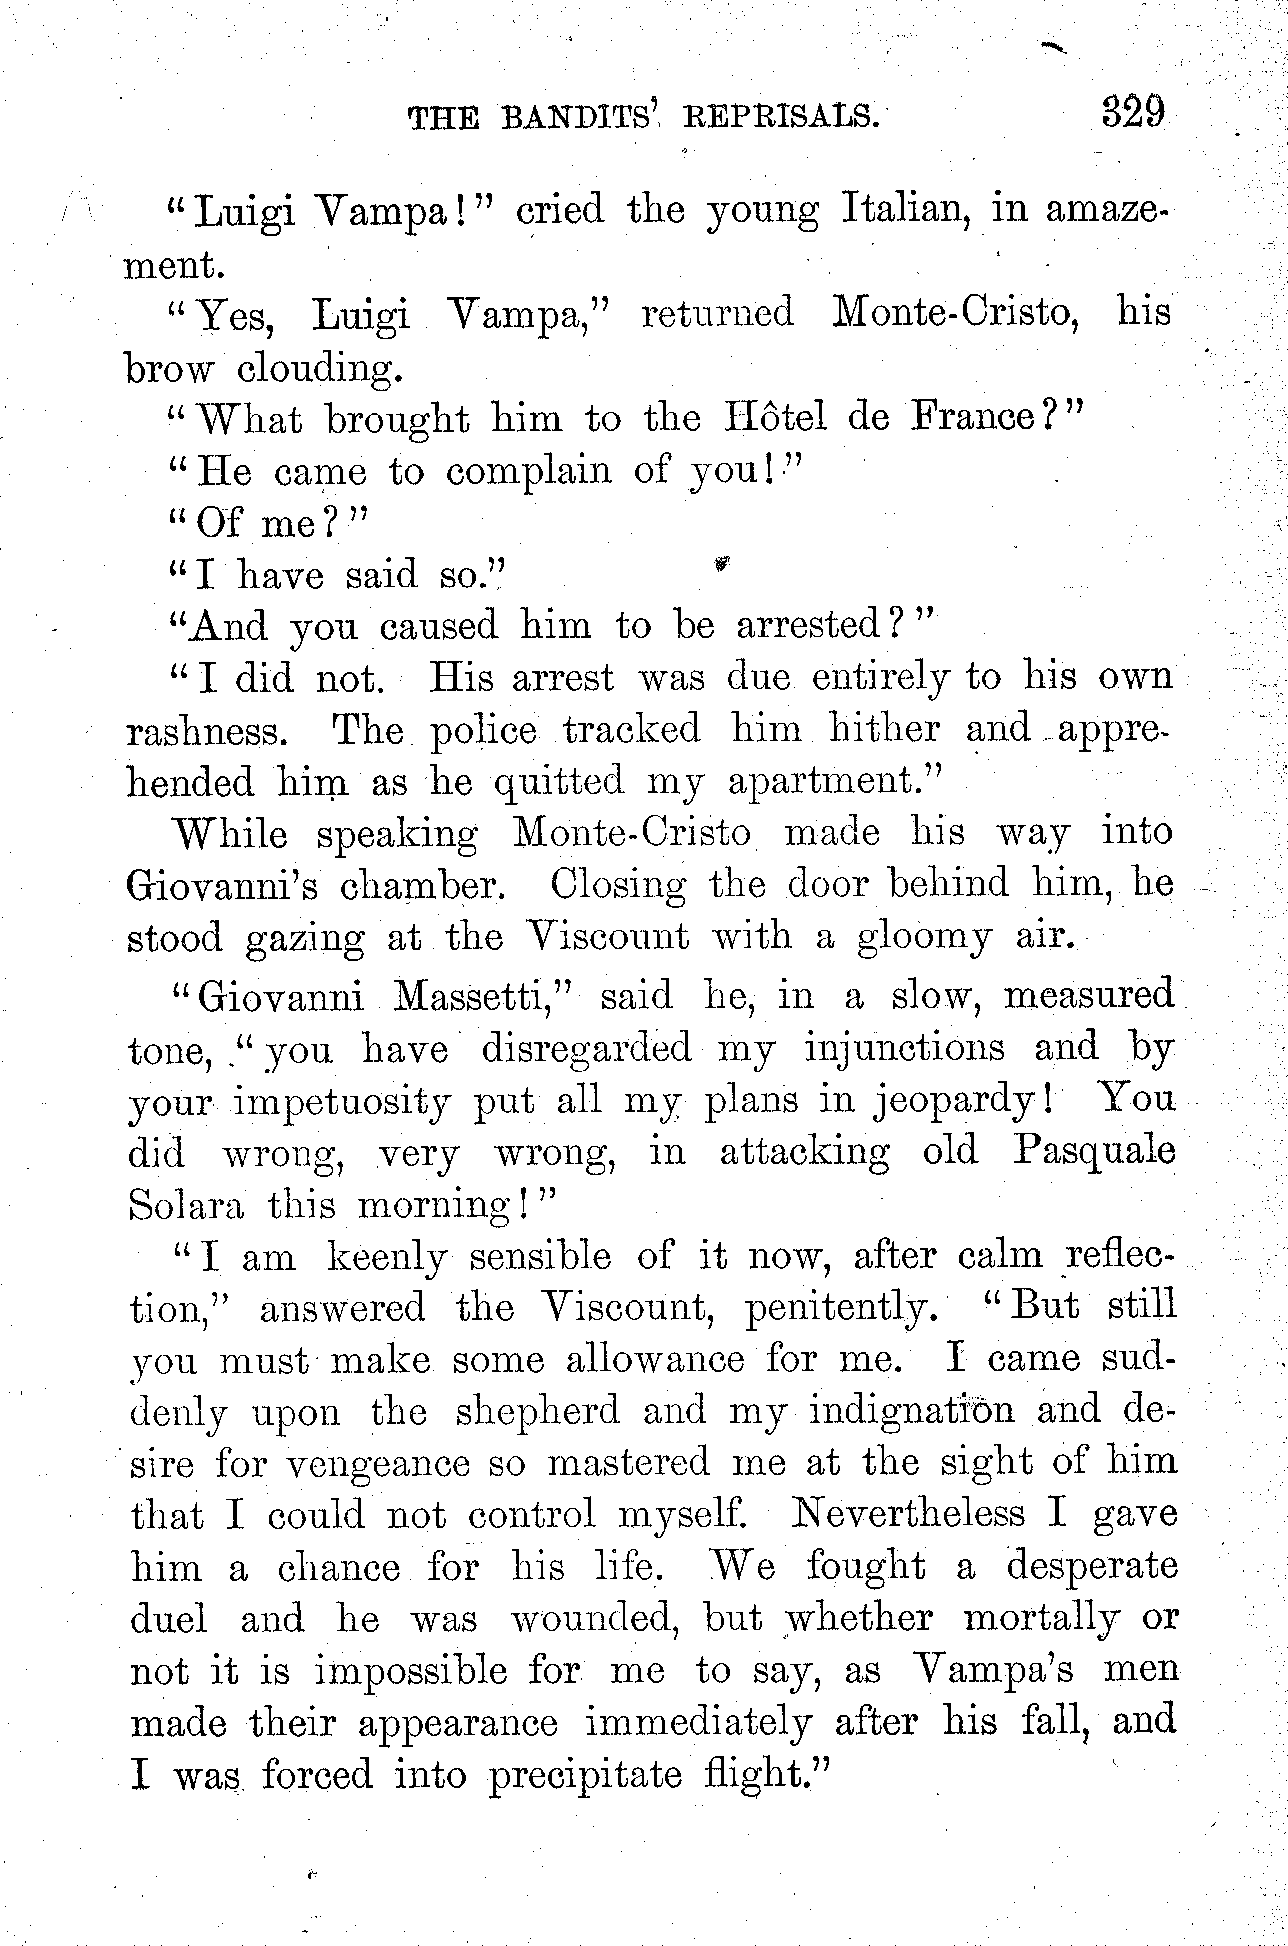 THE BANDITS' REPRISALS. 329
"Luigi Vampa!" cried the young Italian, in amaze-
ment.
"Yes, Luigi Vampa," returned Monte-Cristo, his
brow clouding.
"What brought him to the Hôtel de France?"
"He came to complain of you!"
"Of me?"
"I have said so."
"And you caused him to be arrested?"
"I did not. His arrest was due entirely to his own
rashness. The police tracked him hither and appre-
hended him as he quitted my apartment."
While speaking Monte-Cristo made his way into
Giovanni's chamber. Closing the door behind him, he
stood gazing at the Viscount with a gloomy air.
"Giovanni Massetti," said he, in a slow, measured
tone, "you have disregarded my injunctions and by
your impetuosity put all my plans in jeopardy! You
did wrong, very wrong, in attacking old Pasquale
Solara this morning!"
"I am keenly sensible of it now, after calm reflec-
tion," answered the Viscount, penitently. "But still
you must make some allowance for me. I came sud-
denly upon the shepherd and my indignation and de-
sire for vengeance so mastered me at the sight of him
that I could not control myself. Nevertheless I gave
him a chance for his life. We fought a desperate
duel and he was wounded, but whether mortally or
not it is impossible for me to say, as Vampa's men
made their appearance immediately after his fall, and
I was forced into precipitate flight."